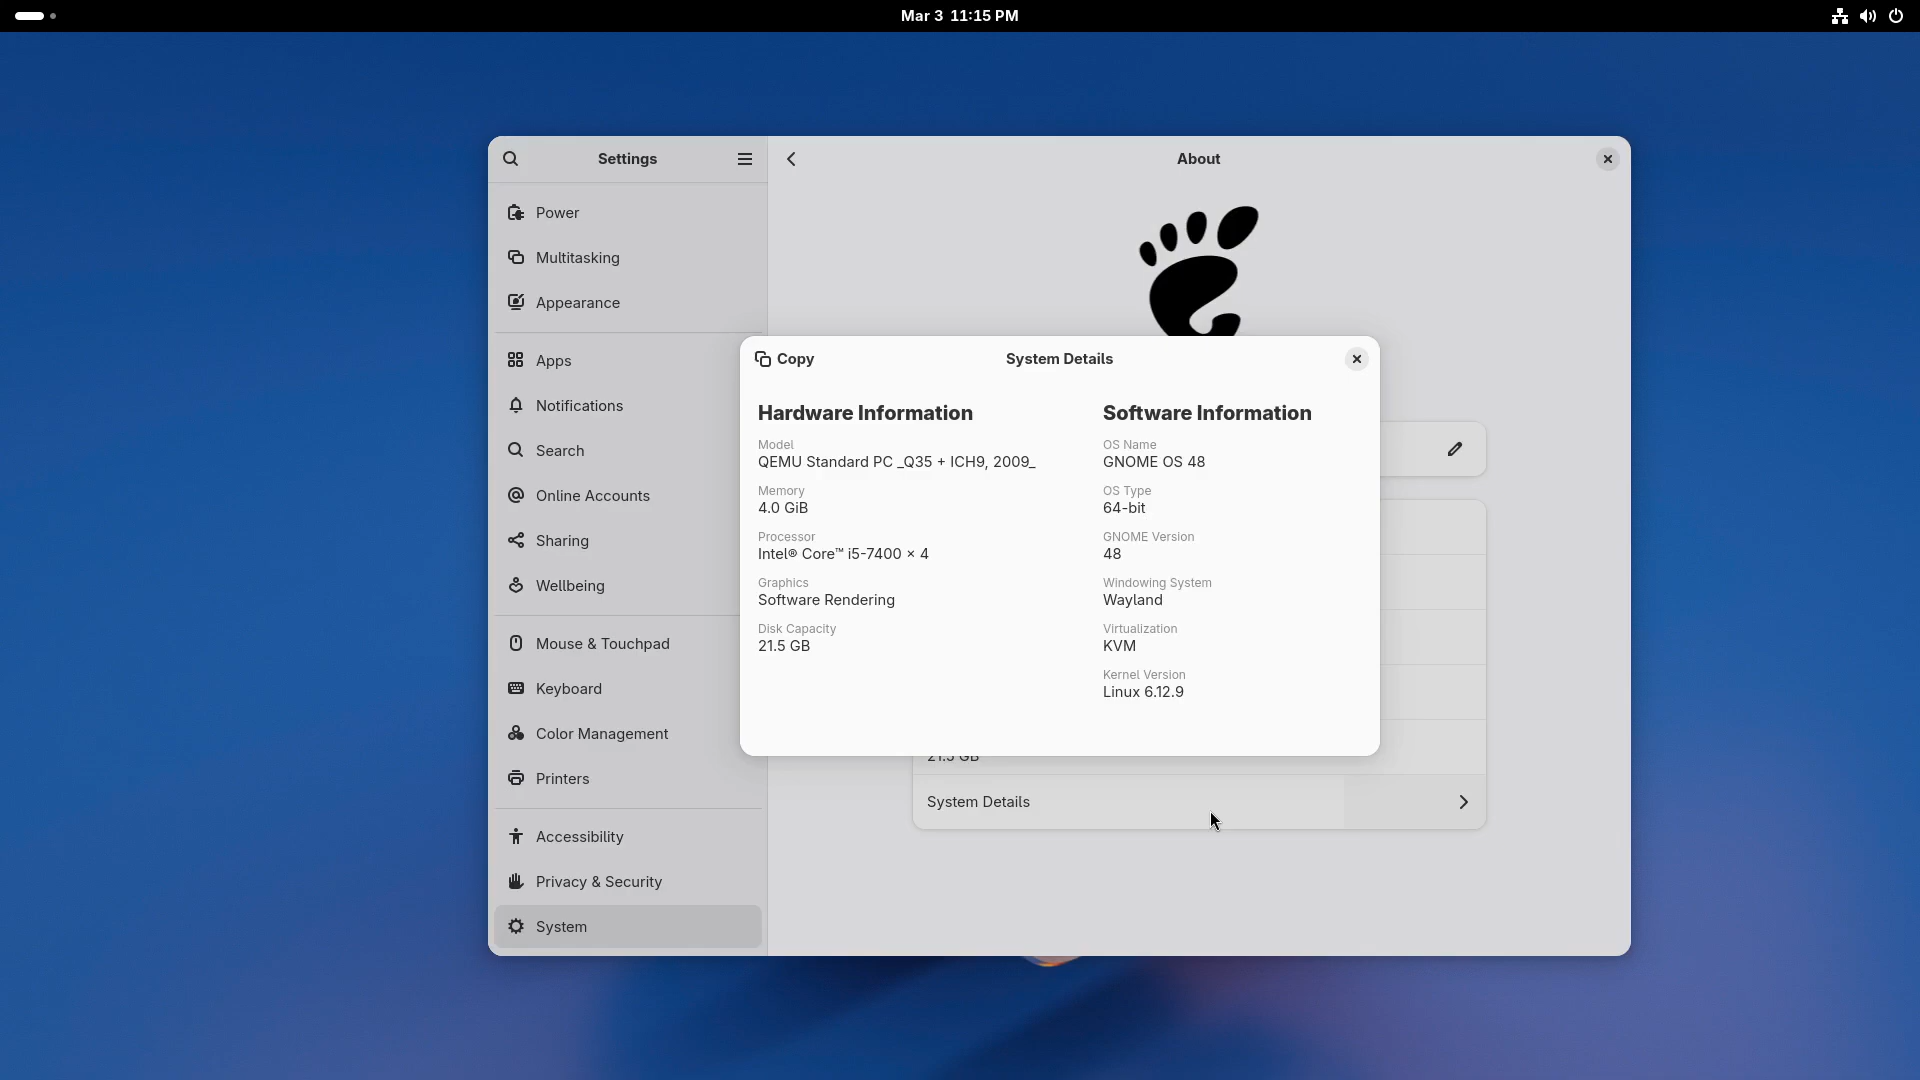 Mar 3 11:15 PM
Settings
About
Power
Multitasking
Appearance
Apps
Notifications
Search
Online Accounts
Sharing
Wellbeing
Mouse & Touchpad
Keyboard
Color Management
Printers
Accessibility
Privacy & Security
System
Copy
System Details
Hardware Information
Model
QEMU Standard PC _Q35 + ICH9, 2009_
Memory
4.0 GiB
Processor
Intel® Core™ i5-7400 × 4
Graphics
Software Rendering
Disk Capacity
21.5 GB
Software Information
OS Name
GNOME OS 48
OS Type
64-bit
GNOME Version
48
Windowing System
Wayland
Virtualization
KVM
Kernel Version
Linux 6.12.9
21.5 GB
System Details